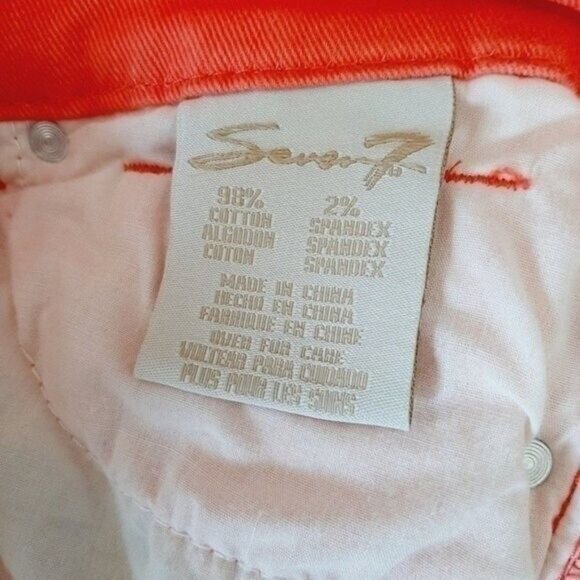 Seven7
98% 2%
COTTON SPANDEX
ALGODON SPANDEX
COTON SPANDEX
MADE IN CHINA
HECHO EN CHINA
FABRIQUE EN CHINE
OVER FOR CARE
VOLTEAR PARA CUIDADO
PLUS POUR LES SOINS